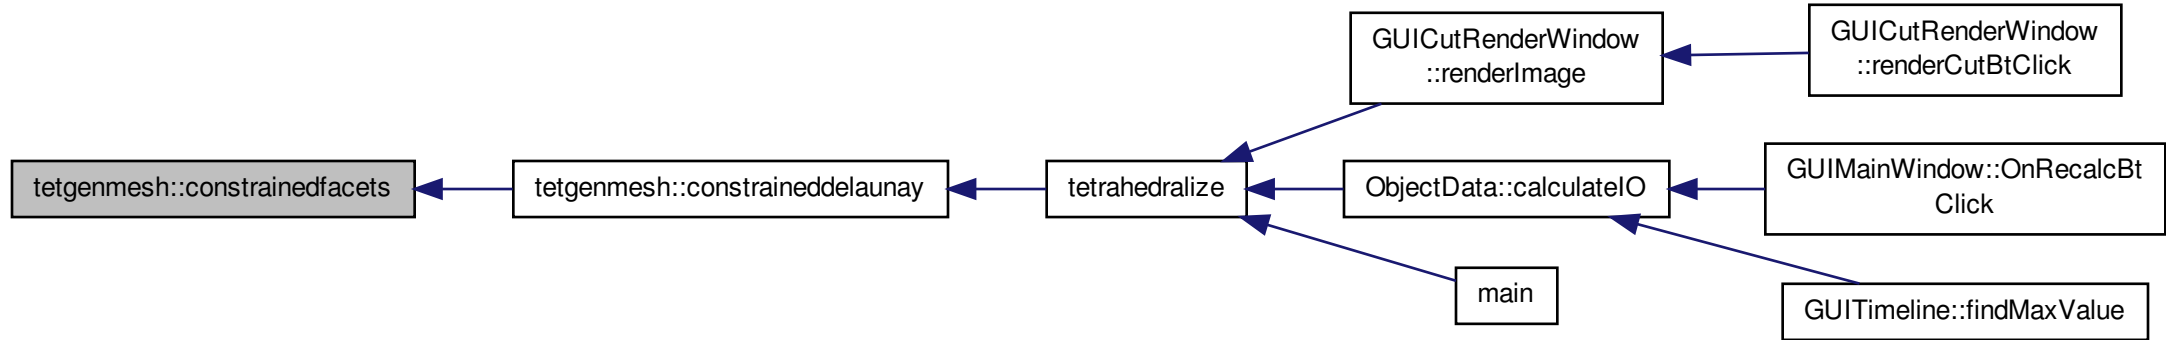 tetgenmesh::constrainedfacets
tetgenmesh::constraineddelaunay
tetrahedralize
GUICutRenderWindow
::renderImage
GUICutRenderWindow
::renderCutBtClick
ObjectData::calculateIO
GUIMainWindow::OnRecalcBt
Click
main
GUITimeline::findMaxValue